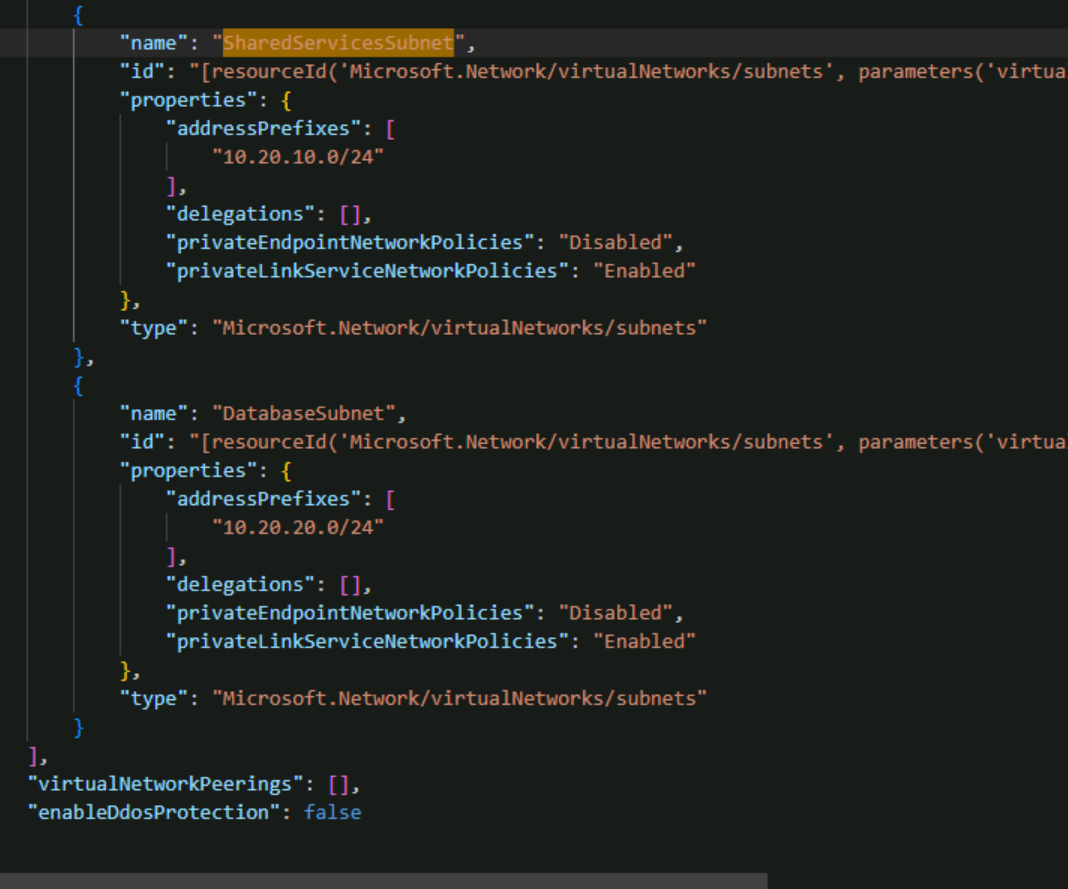 {
"name": "SharedServicesSubnet",
"id": "[resourceId('Microsoft.Network/virtualNetworks/subnets', parameters('virtua
"properties": {
"addressPrefixes": [
"10.20.10.0/24"
],
"delegations": [],
"privateEndpointNetworkPolicies": "Disabled",
"privateLinkServiceNetworkPolicies": "Enabled"
},
"type": "Microsoft.Network/virtualNetworks/subnets"
},
{
"name": "DatabaseSubnet",
"id": "[resourceId('Microsoft.Network/virtualNetworks/subnets', parameters('virtua
"properties": {
"addressPrefixes": [
"10.20.20.0/24"
],
"delegations": [],
"privateEndpointNetworkPolicies": "Disabled",
"privateLinkServiceNetworkPolicies": "Enabled"
},
"type": "Microsoft.Network/virtualNetworks/subnets"
}
],
"virtualNetworkPeerings": [],
"enableDdosProtection": false